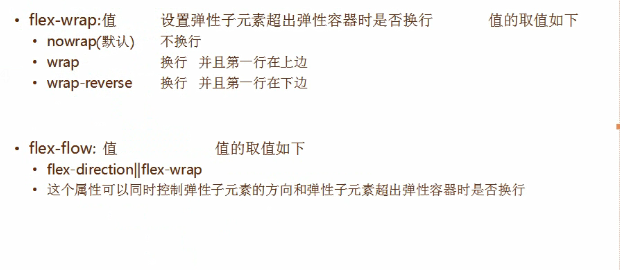 • flex-wrap:值 设置弹性子元素超出弹性容器时是否换行 值的取值如下
• nowrap(默认) 不换行
• wrap 换行 并且第一行在上边
• wrap-reverse 换行 并且第一行在下边
• flex-flow: 值 值的取值如下
• flex-direction||flex-wrap
• 这个属性可以同时控制弹性子元素的方向和弹性子元素超出弹性容器时是否换行